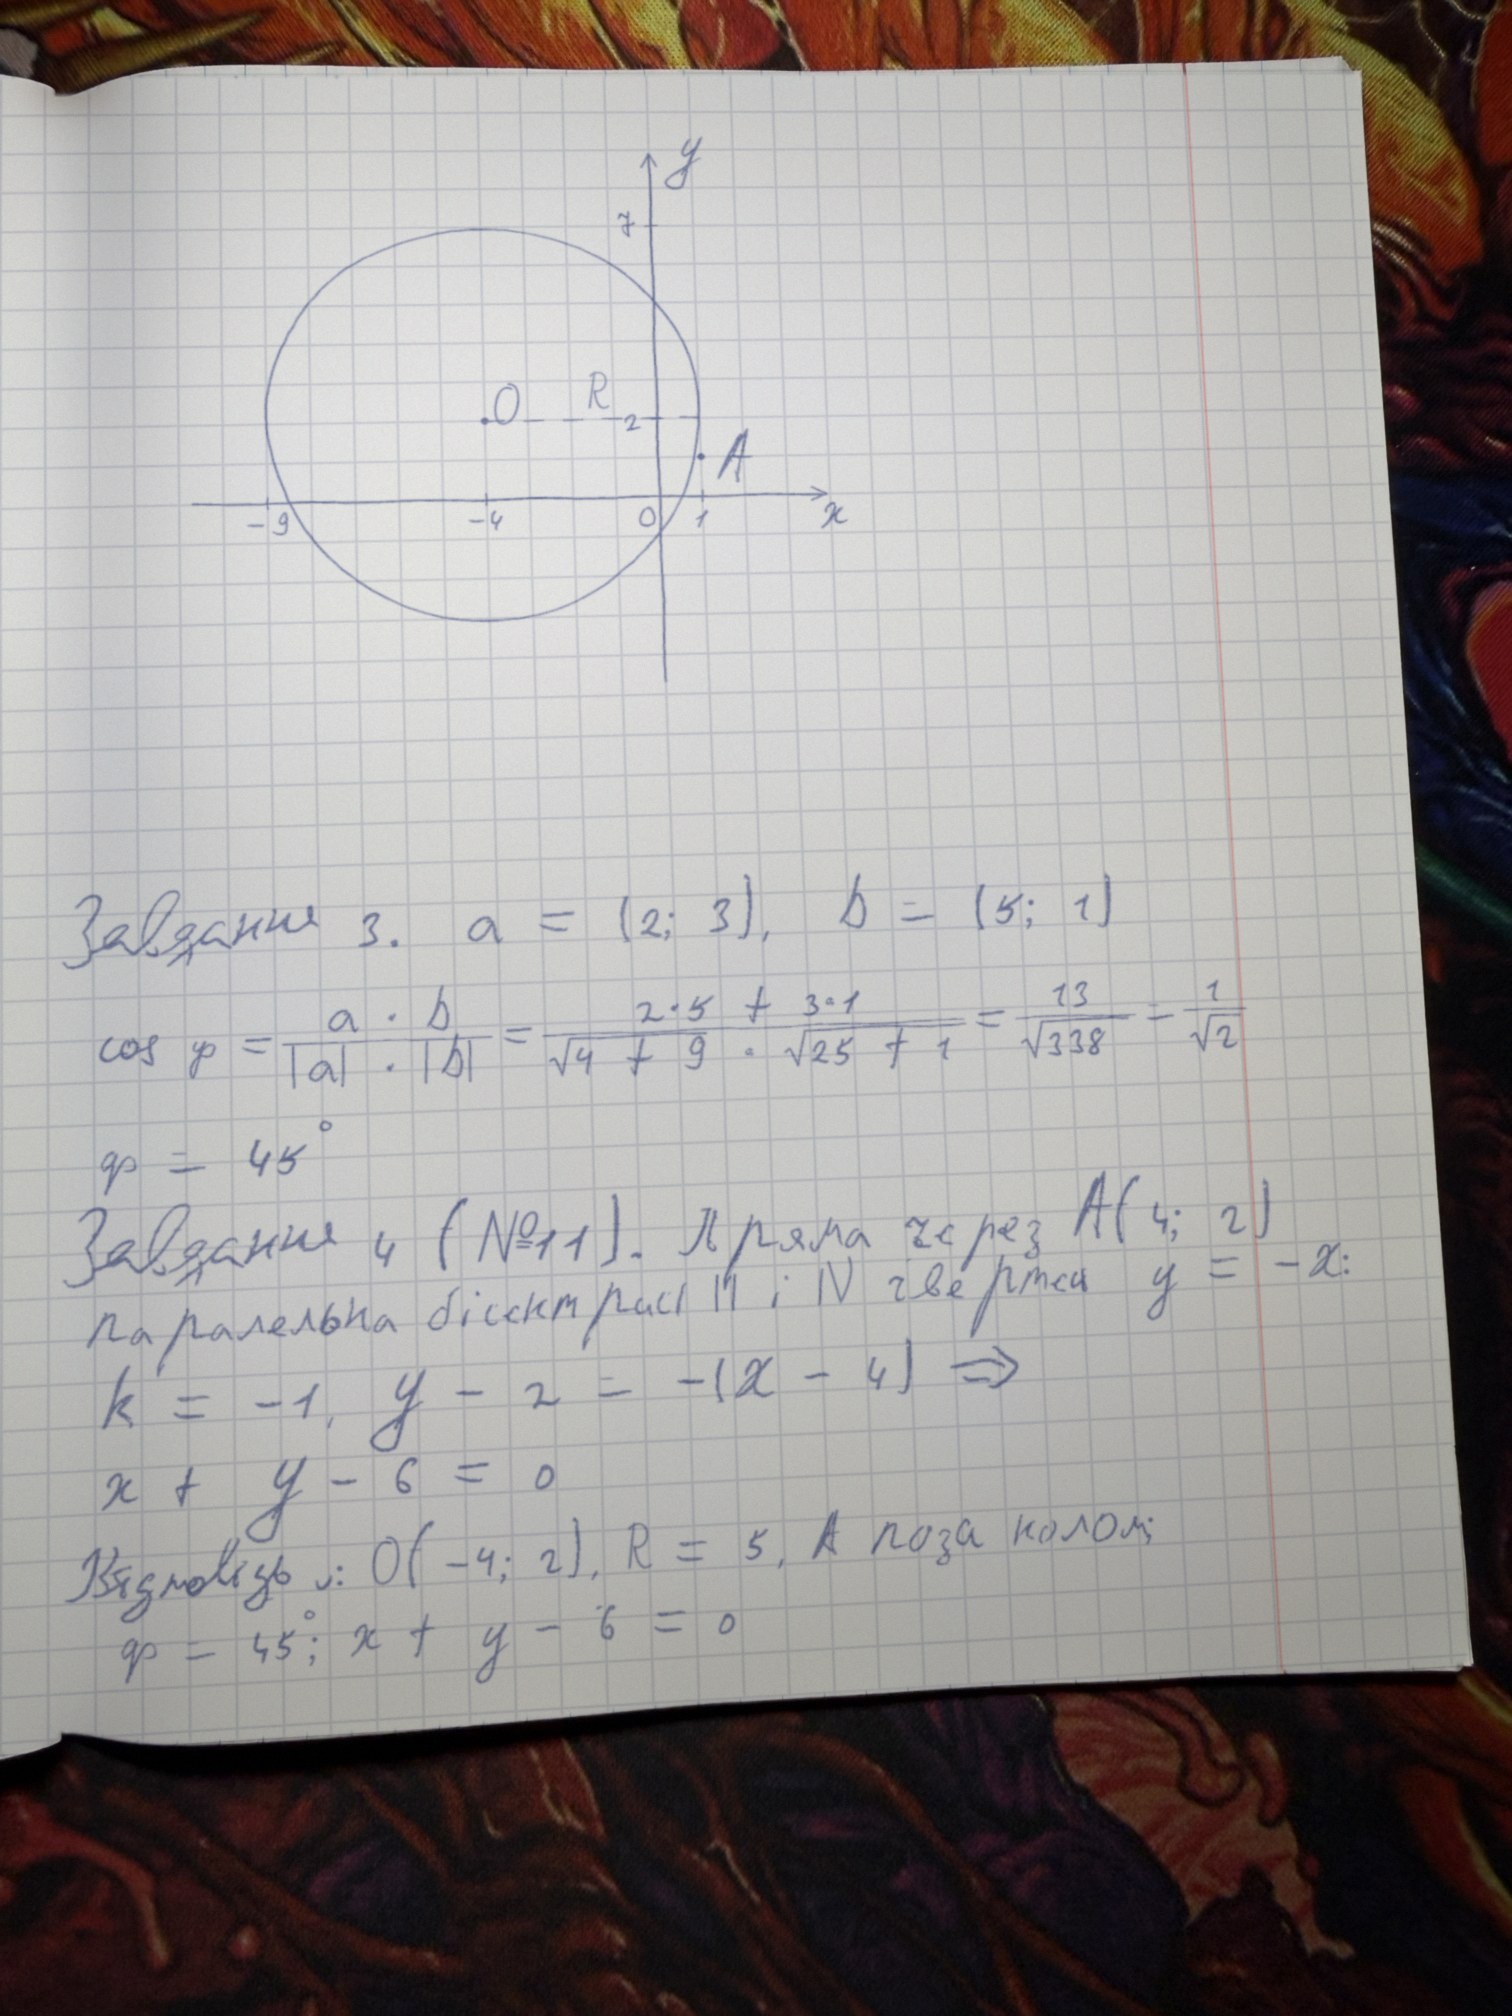 y
7
O R 2
A
-9 -4 0 1 x
Завдання 3. a = (2; 3), b = (5; 1)
cos φ = a · b / |a| · |b| = 2·5 + 3·1 / √4 + 9 · √25 + 1 = 13 / √338 = 1 / √2
φ = 45°
Завдання 4 (№11). Пряма через A(4; 2)
паралельна бісектрисі II і IV чвертей y = -x:
k = -1, y - 2 = -(x - 4) ⇒
x + y - 6 = 0
Відповідь: O(-4; 2), R = 5, A поза колом;
φ = 45°; x + y - 6 = 0